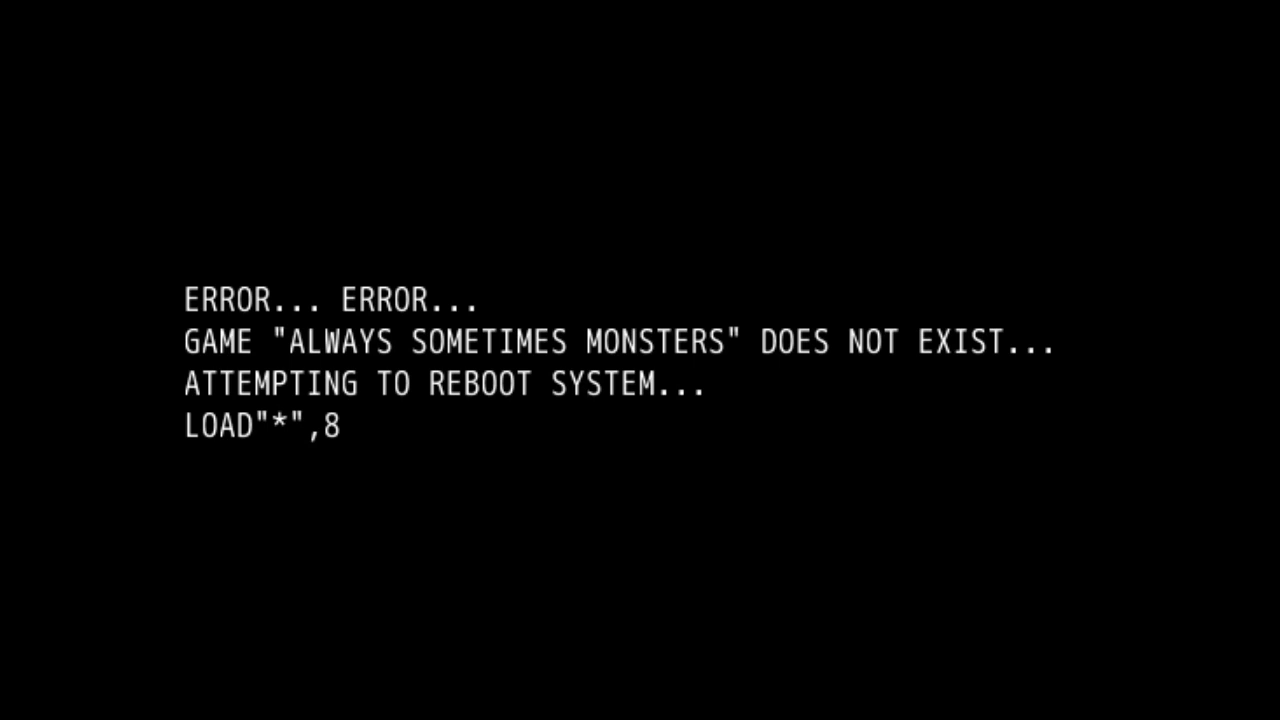 ERROR... ERROR...
GAME "ALWAYS SOMETIMES MONSTERS" DOES NOT EXIST...
ATTEMPTING TO REBOOT SYSTEM...
LOAD"*",8